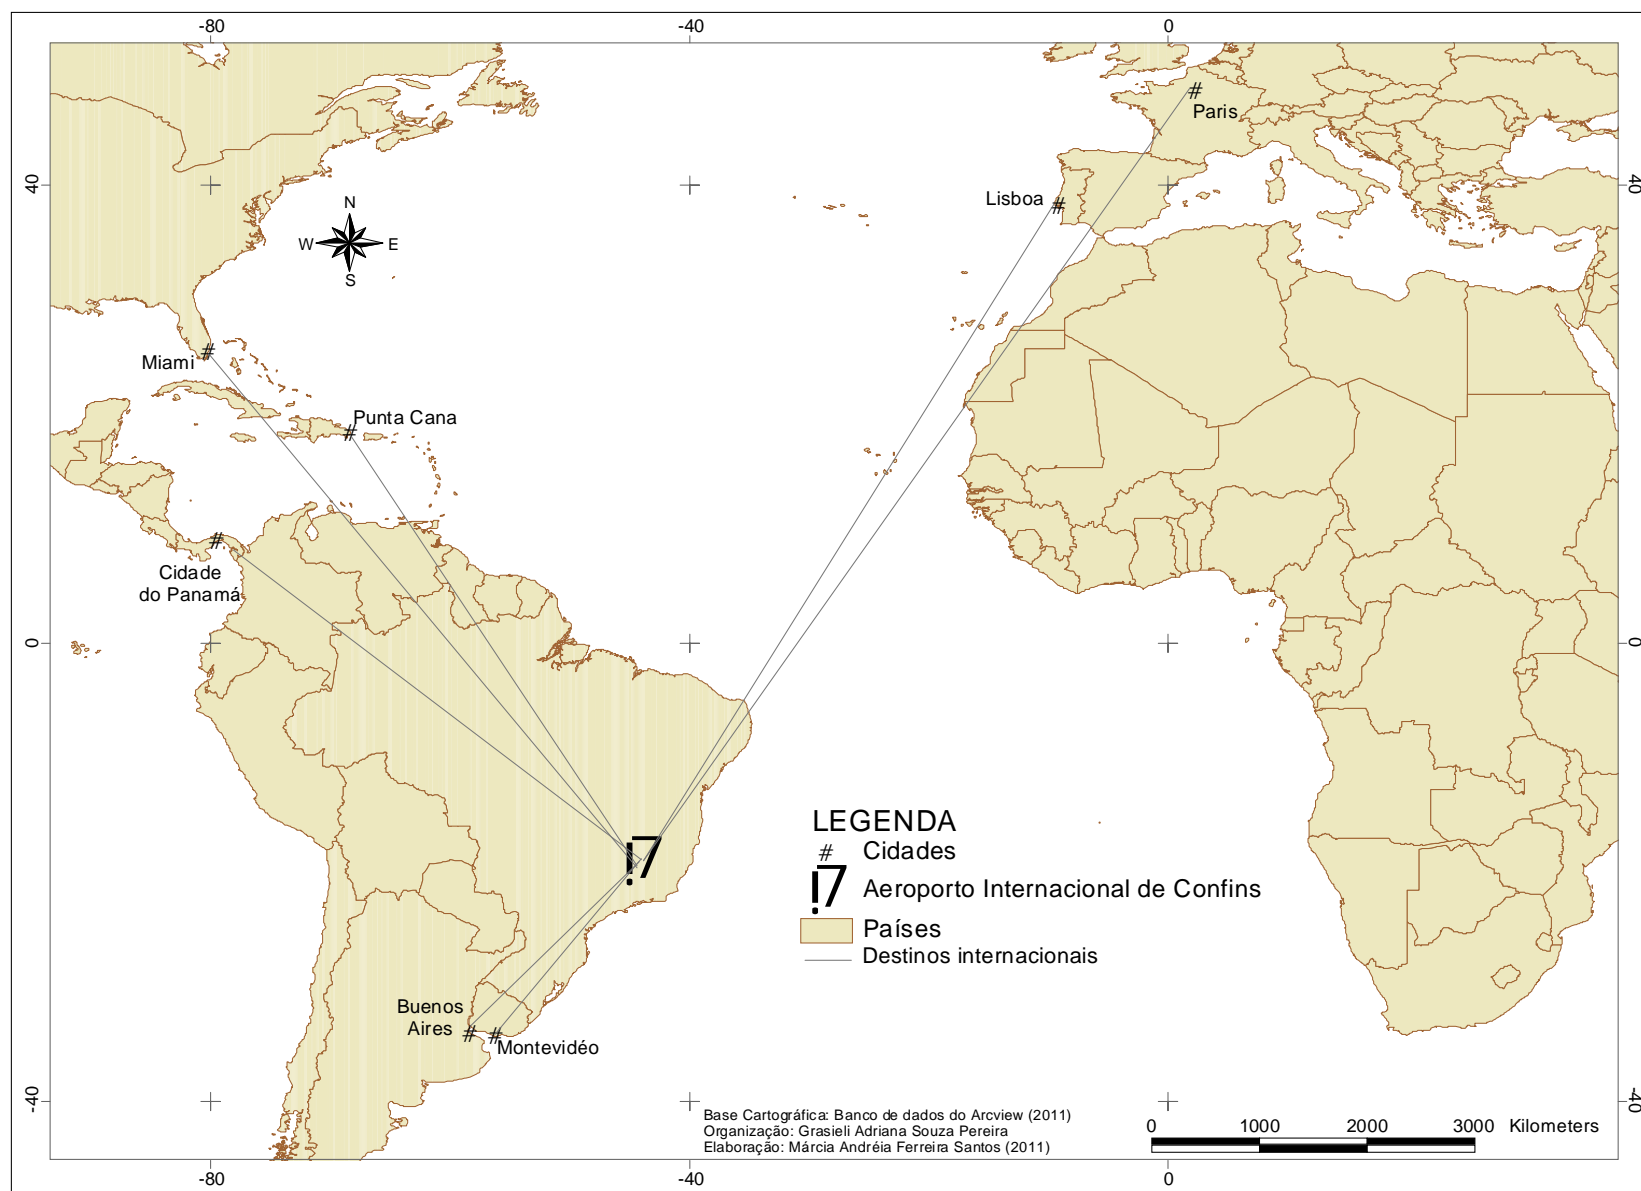 -80
-40
0
40
40
Paris
Lisboa
N
W
E
S
Miami
Punta Cana
Cidade
do Panamá
0
0
LEGENDA
# Cidades
!7 Aeroporto Internacional de Confins
Países
Destinos internacionais
!7
Buenos
Aires
Montevidéo
-40
-40
Base Cartográfica: Banco de dados do Arcview (2011)
Organização: Grasieli Adriana Souza Pereira
Elaboração: Márcia Andréia Ferreira Santos (2011)
0 1000 2000 3000 Kilometers
-80
-40
0